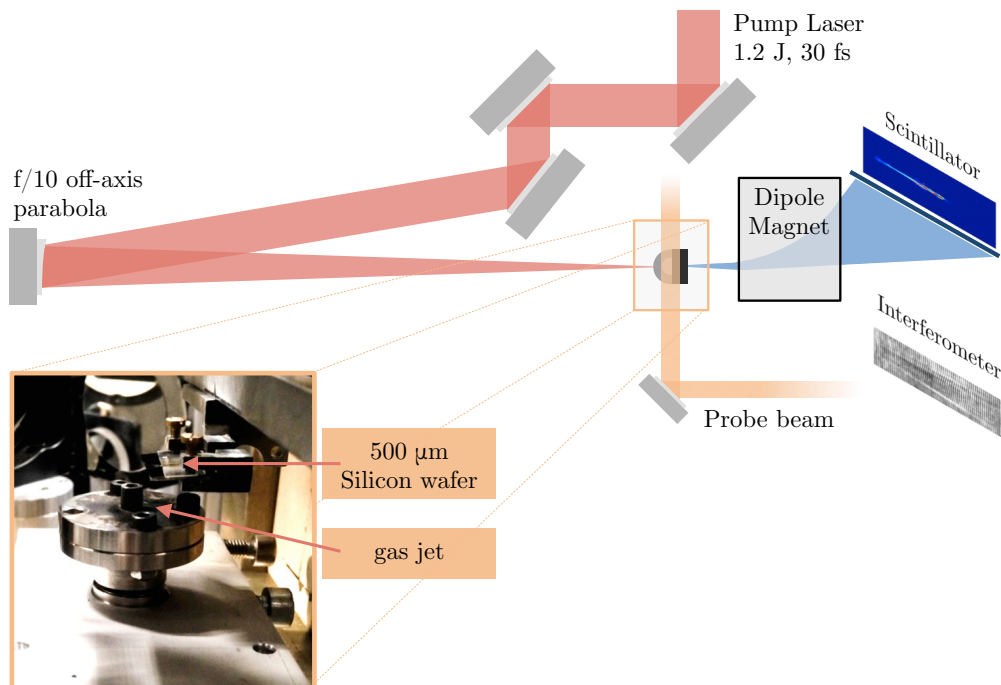 Pump Laser
1.2 J, 30 fs
f/10 off-axis
parabola
Scintillator
Dipole
Magnet
Interferometer
Probe beam
500 μm
Silicon wafer
gas jet